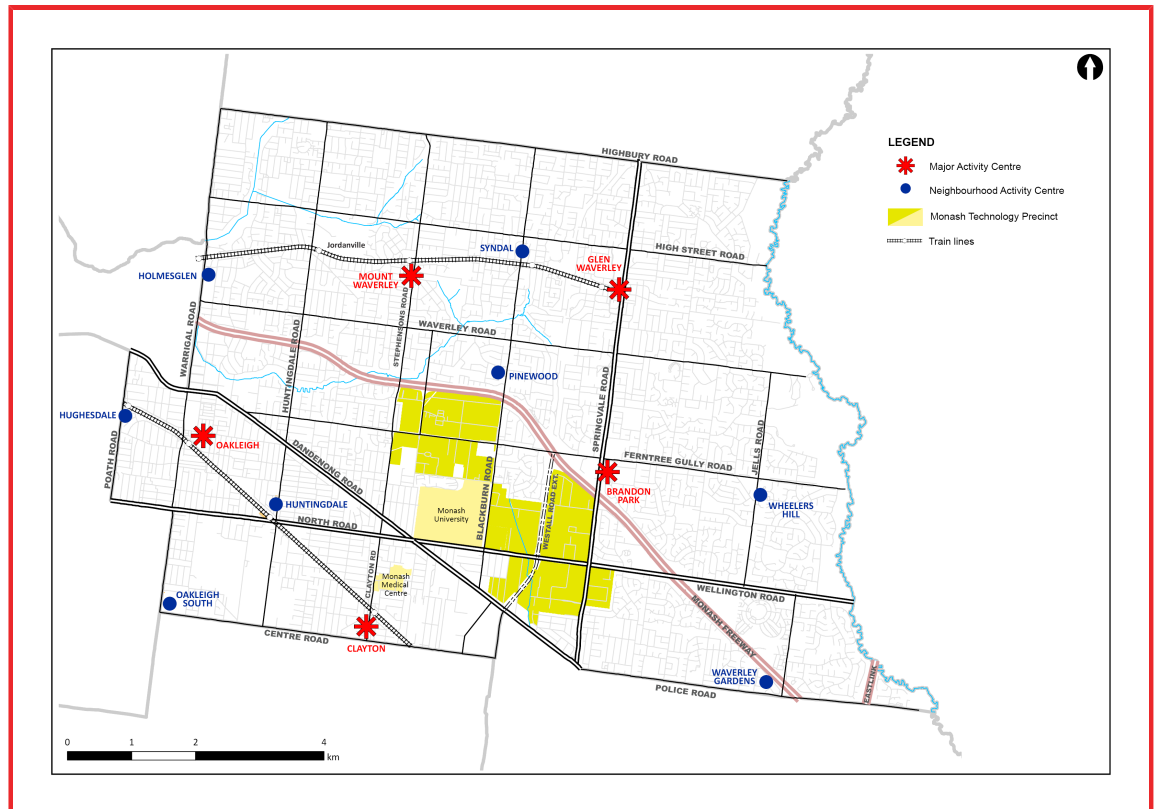 HIGHBURY ROAD
LEGEND
Major Activity Centre
Neighbourhood Activity Centre
Monash Technology Precinct
Train lines
Jordanville
SYNDAL
HIGH STREET ROAD
GLEN
WAVERLEY
HOLMESGLEN
MOUNT
WAVERLEY
STEPHENSONS ROAD
WARRIGAL ROAD
HUNTINGDALE ROAD
WAVERLEY ROAD
PINEWOOD
SPRINGVALE ROAD
HUGHESDALE
POATH ROAD
OAKLEIGH
DANDENONG ROAD
BLACKBURN ROAD
FERNTREE GULLY ROAD
JELLS ROAD
BRANDON
PARK
WESTALL ROAD EXT.
WHEELERS
HILL
HUNTINGDALE
NORTH ROAD
Monash
University
CLAYTON RD
Monash
Medical
Centre
WELLINGTON ROAD
OAKLEIGH
SOUTH
MONASH FREEWAY
CENTRE ROAD
CLAYTON
WAVERLEY
GARDENS
POLICE ROAD
EASTLINK
0 1 2 4
km